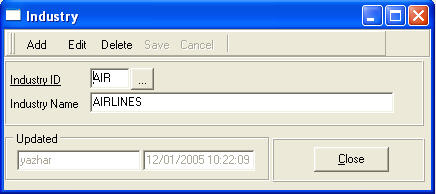 Industry
Add Edit Delete Save Cancel
Industry ID AIR ...
Industry Name AIRLINES
Updated
yazhar 12/01/2005 10:22:09
Close